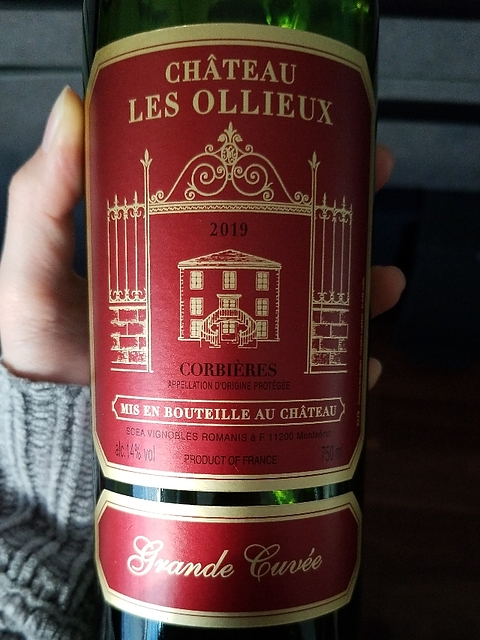 CHÂTEAU
LES OLLIEUX
2019
CORBIÈRES
APPELLATION D'ORIGINE PROTÉGÉE
MIS EN BOUTEILLE AU CHÂTEAU
SCEA VIGNOBLES ROMANIS à F 11200
alc.14% vol
PRODUCT OF FRANCE
750
Grande Cuvée